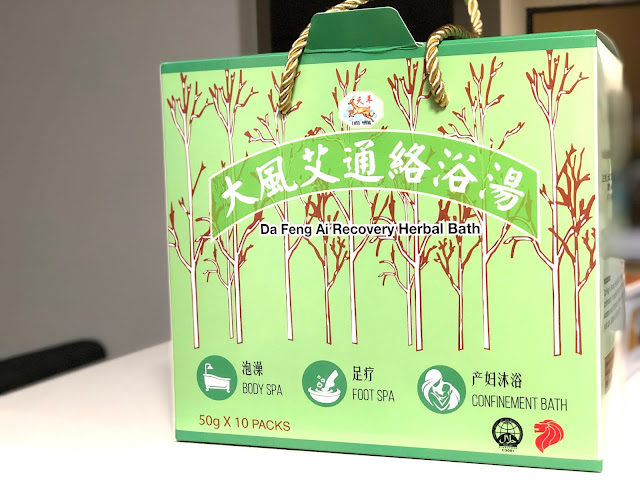 大風艾通絡浴湯
Da Feng Ai Recovery Herbal Bath
泡澡
BODY SPA
足疗
FOOT SPA
产妇沐浴
CONFINEMENT BATH
50g X 10 PACKS